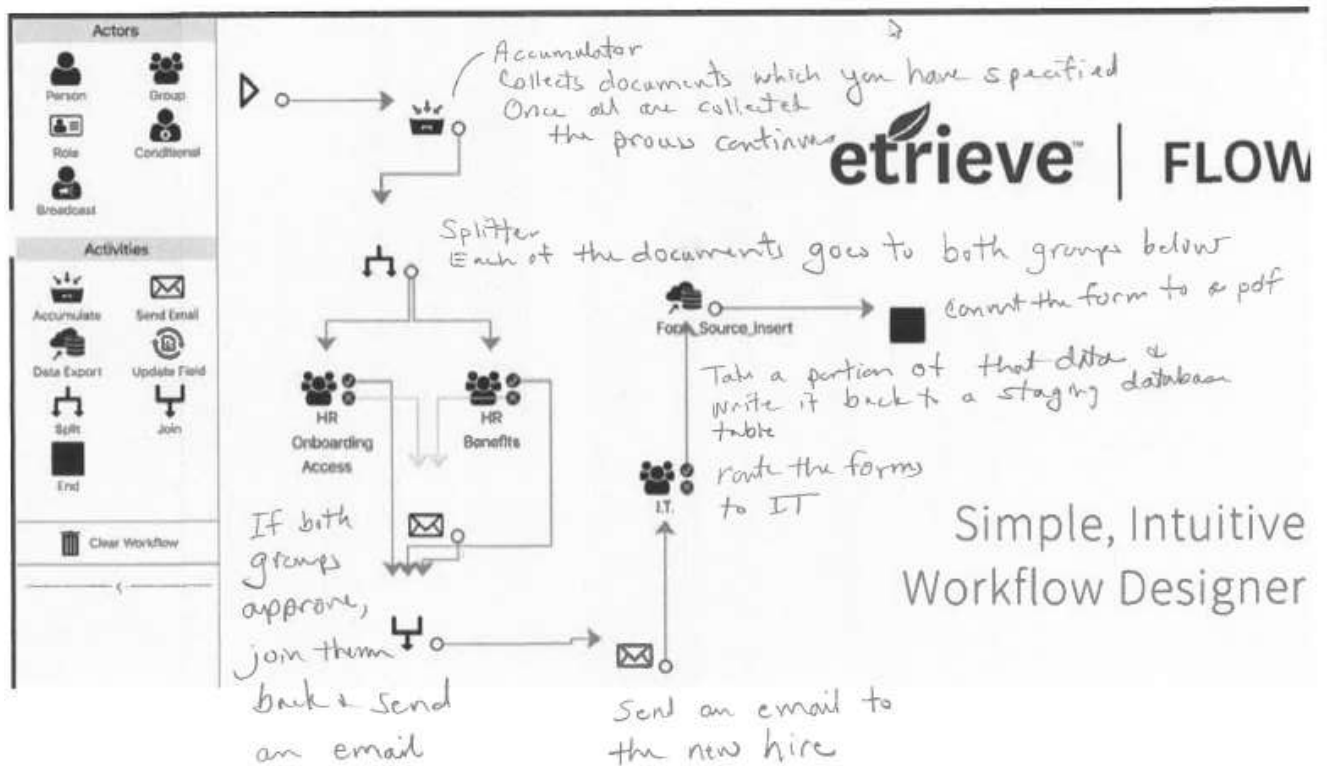 Actors
Person
Group
Role
Conditional
Broadcast
Activities
Accumulate
Send Email
Data Export
Update Field
Split
Join
End
Clear Workflow
Accumulator
Collects documents which you have specified
Once all are collected
the process continues
etrieve™ | FLOW
Splitter
Each of the documents goes to both groups below
HR
Onboarding
Access
HR
Benefits
If both
groups
approve,
join them
back & send
an email
Send an email to
the new hire
I.T.
route the forms
to IT
Form_Source_Insert
Take a portion of that data &
write it back to a staging database
table
convert the form to a pdf
Simple, Intuitive
Workflow Designer